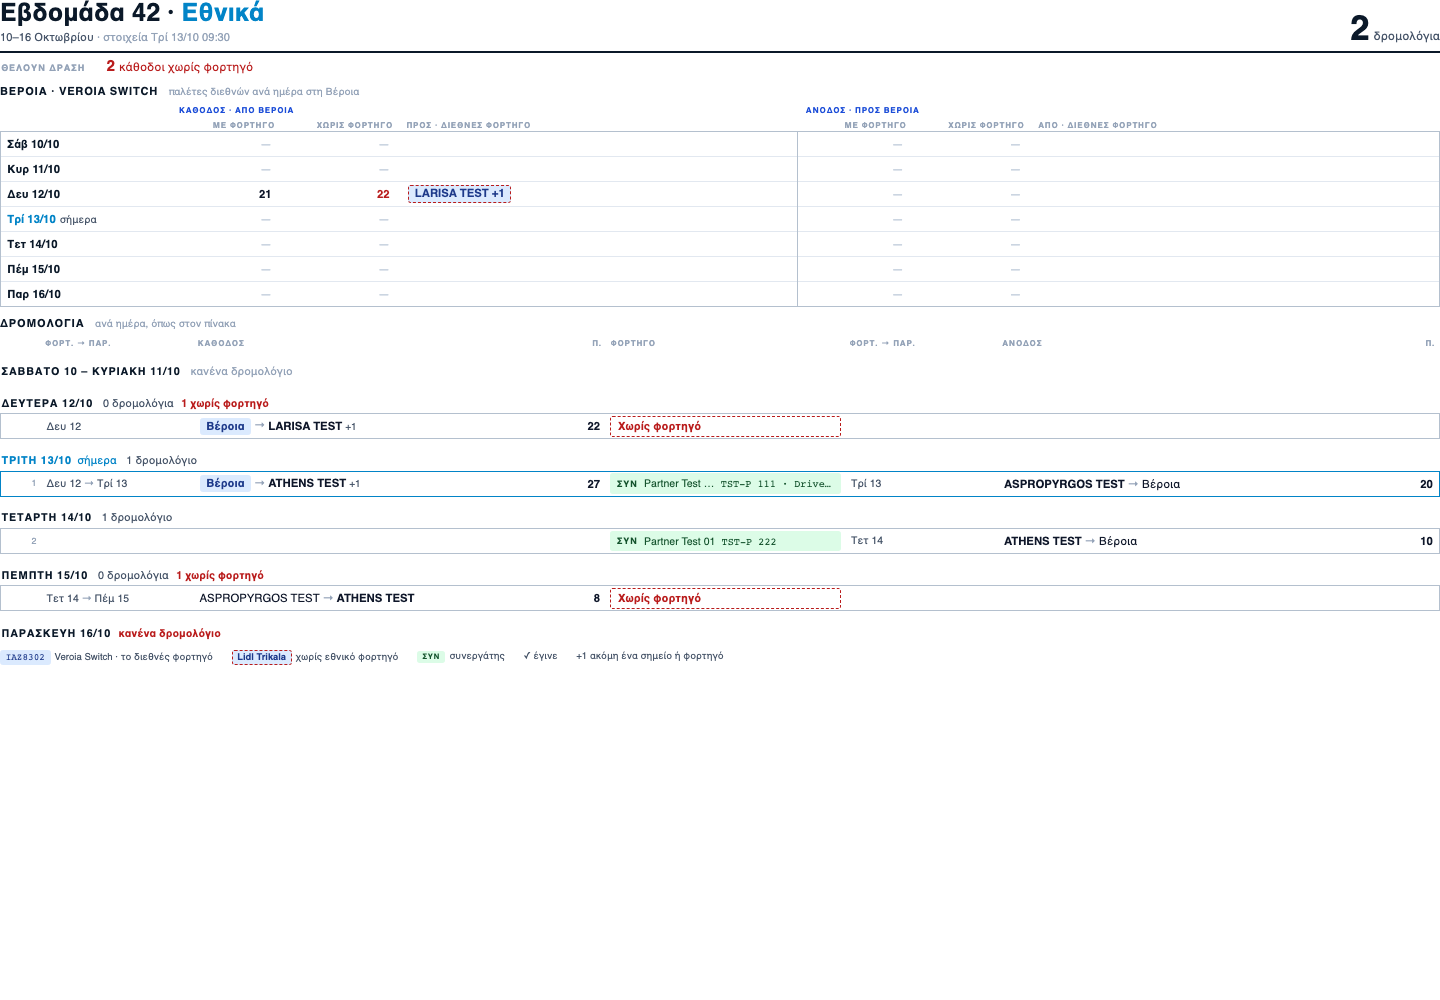 Εβδομάδα 42 · Εθνικά
10–16 Οκτωβρίου · στοιχεία Τρί 13/10 09:30
2 δρομολόγια
ΘΕΛΟΥΝ ΔΡΑΣΗ 2 κάθοδοι χωρίς φορτηγό
ΒΕΡΟΙΑ · VEROIA SWITCH παλέτες διεθνών ανά ημέρα στη Βέροια
ΚΑΘΟΔΟΣ · ΑΠΟ ΒΕΡΟΙΑ ΑΝΟΔΟΣ · ΠΡΟΣ ΒΕΡΟΙΑ
ΜΕ ΦΟΡΤΗΓΟ ΧΩΡΙΣ ΦΟΡΤΗΓΟ ΠΡΟΣ · ΔΙΕΘΝΕΣ ΦΟΡΤΗΓΟ ΜΕ ΦΟΡΤΗΓΟ ΧΩΡΙΣ ΦΟΡΤΗΓΟ ΑΠΟ · ΔΙΕΘΝΕΣ ΦΟΡΤΗΓΟ
Σάβ 10/10 — — — —
Κυρ 11/10 — — — —
Δευ 12/10 21 22 LARISA TEST +1 — —
Τρί 13/10 σήμερα — — — —
Τετ 14/10 — — — —
Πέμ 15/10 — — — —
Παρ 16/10 — — — —
ΔΡΟΜΟΛΟΓΙΑ ανά ημέρα, όπως στον πίνακα
ΦΟΡΤ. → ΠΑΡ. ΚΑΘΟΔΟΣ Π. ΦΟΡΤΗΓΟ ΦΟΡΤ. → ΠΑΡ. ΑΝΟΔΟΣ Π.
ΣΑΒΒΑΤΟ 10 – ΚΥΡΙΑΚΗ 11/10 κανένα δρομολόγιο
ΔΕΥΤΕΡΑ 12/10 0 δρομολόγια 1 χωρίς φορτηγό
Δευ 12 Βέροια → LARISA TEST +1 22 Χωρίς φορτηγό
ΤΡΙΤΗ 13/10 σήμερα 1 δρομολόγιο
1 Δευ 12 → Τρί 13 Βέροια → ATHENS TEST +1 27 ΣΥΝ Partner Test ... TST-P 111 · Drive… Τρί 13 ASPROPYRGOS TEST → Βέροια 20
ΤΕΤΑΡΤΗ 14/10 1 δρομολόγιο
2 ΣΥΝ Partner Test 01 TST-P 222 Τετ 14 ATHENS TEST → Βέροια 10
ΠΕΜΠΤΗ 15/10 0 δρομολόγια 1 χωρίς φορτηγό
Τετ 14 → Πέμ 15 ASPROPYRGOS TEST → ATHENS TEST 8 Χωρίς φορτηγό
ΠΑΡΑΣΚΕΥΗ 16/10 κανένα δρομολόγιο
IAZ8302 Veroia Switch · το διεθνές φορτηγό Lidl Trikala χωρίς εθνικό φορτηγό ΣΥΝ συνεργάτης ✓ έγινε +1 ακόμη ένα σημείο ή φορτηγό